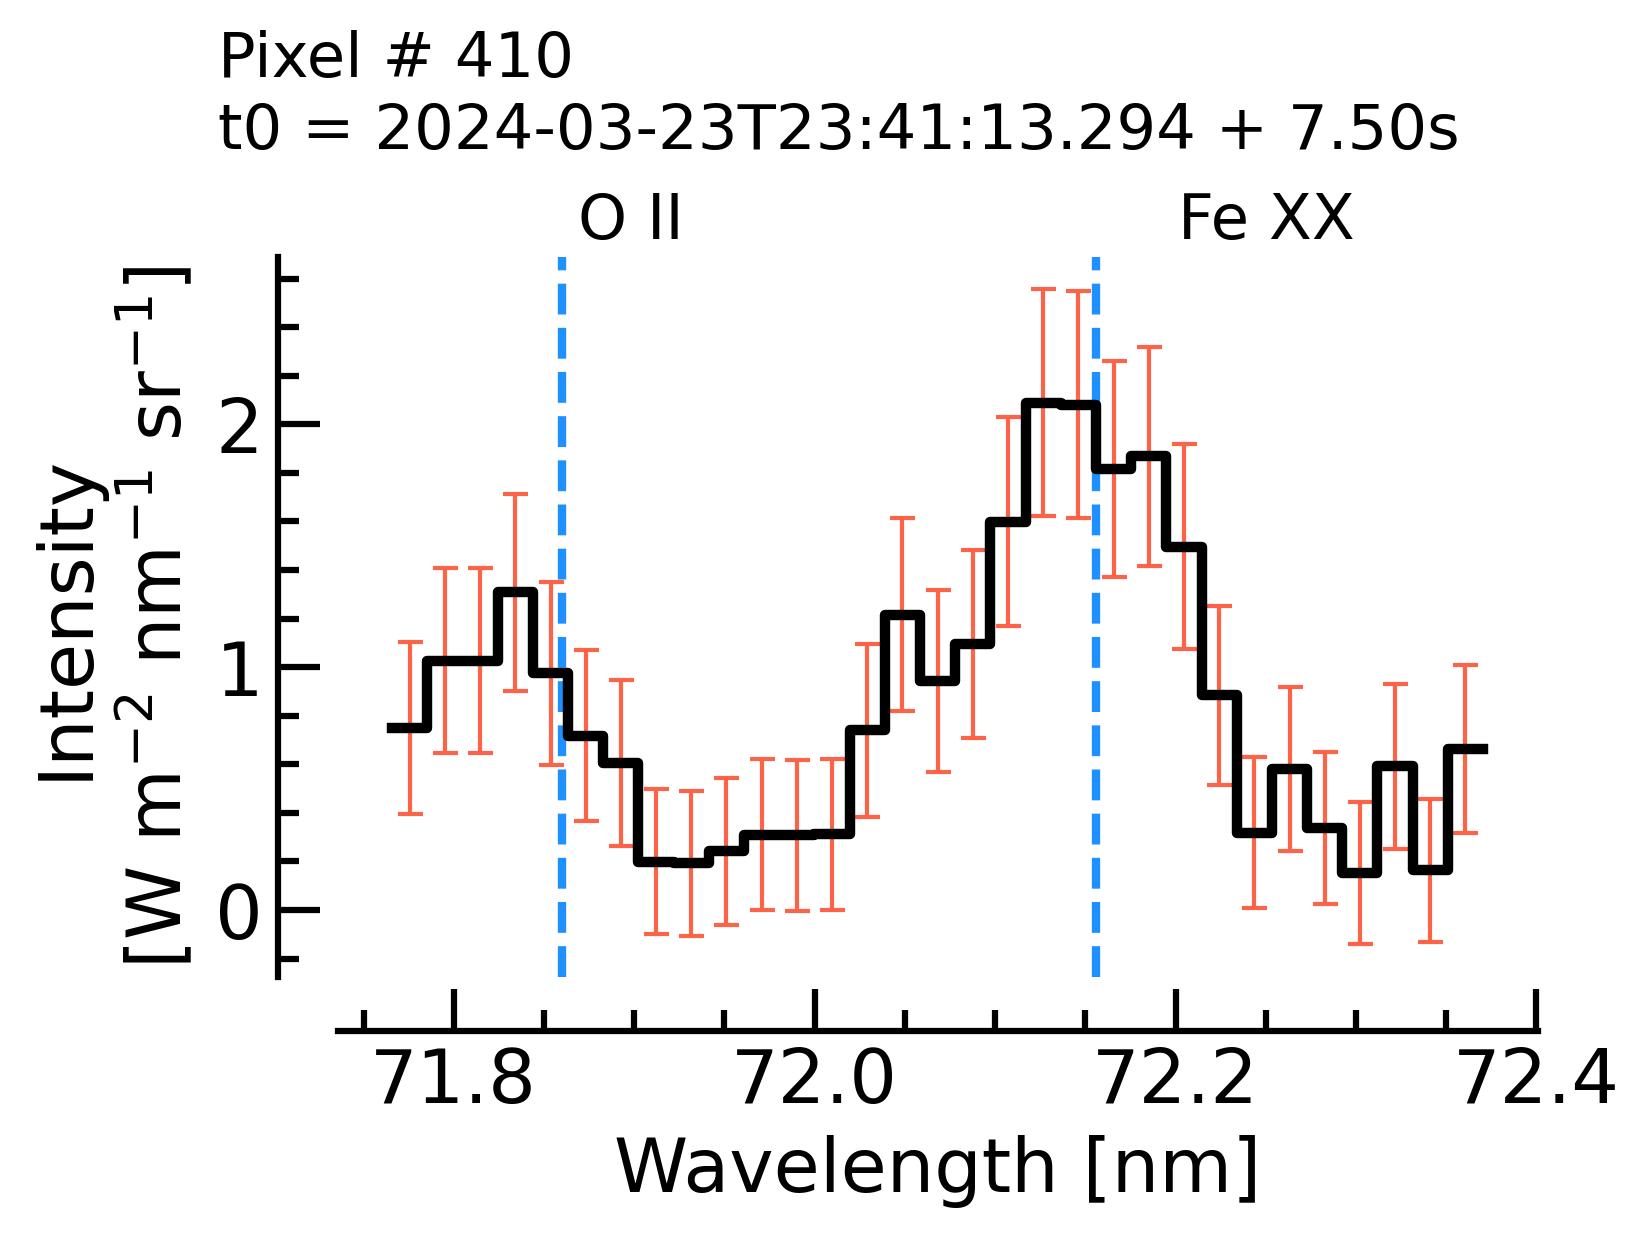 Pixel # 410
t0 = 2024-03-23T23:41:13.294 + 7.50s
O II
Fe XX
Intensity
[W m⁻² nm⁻¹ sr⁻¹]
2
1
0
71.8 72.0 72.2 72.4
Wavelength [nm]